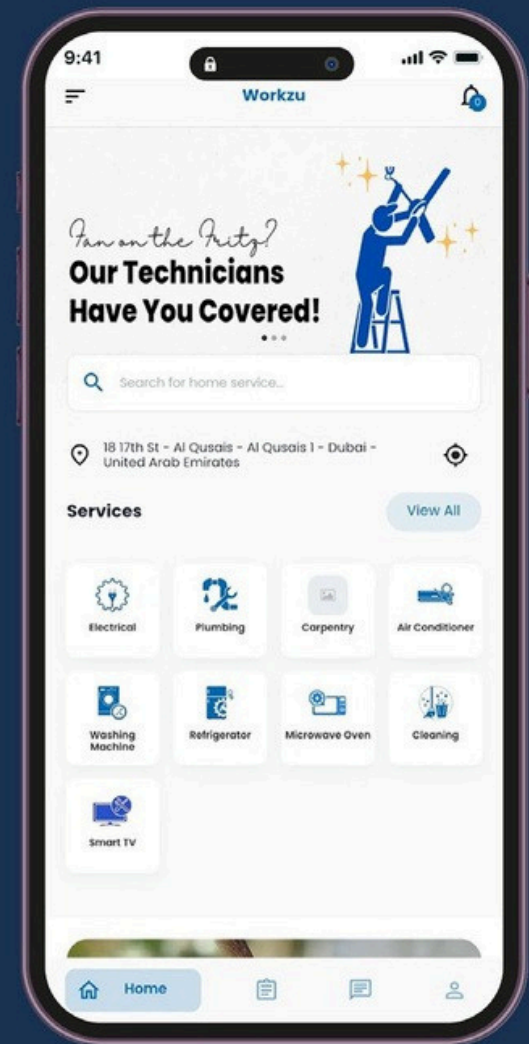 9:41
Workzu
0
Fan on the Fritz?
Our Technicians
Have You Covered!
Search for home service...
18 17th St - Al Qusais - Al Qusais 1 - Dubai -
United Arab Emirates
Services
View All
Electrical
Plumbing
Carpentry
Air Conditioner
Washing
Machine
Refrigerator
Microwave Oven
Cleaning
Smart TV
Home